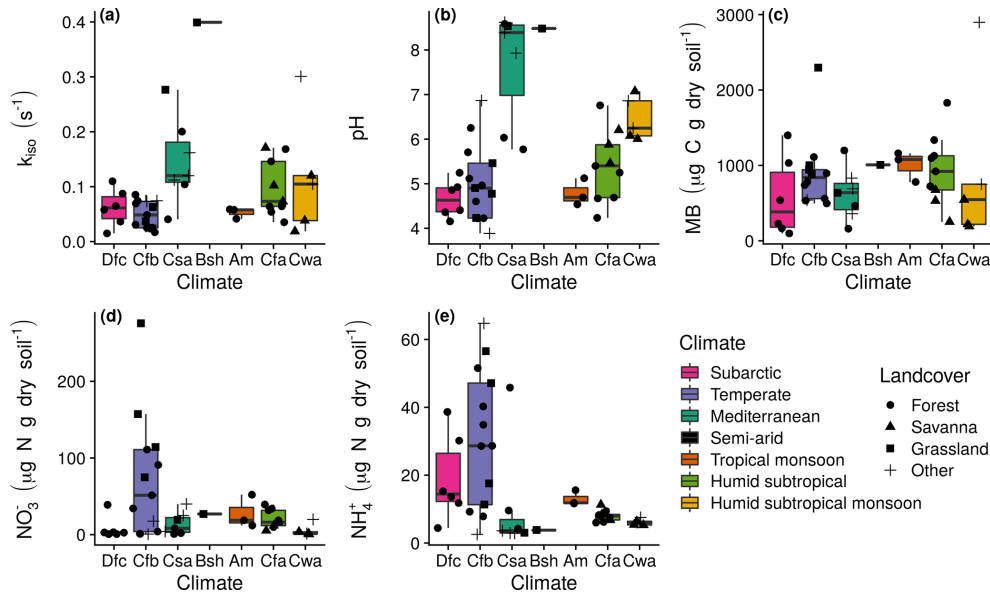 (a)
(b)
(c)
k_iso (s⁻¹)
0.4
0.3
0.2
0.1
0.0
Dfc Cfb Csa Bsh Am Cfa Cwa
Climate
pH
8
7
6
5
4
Dfc Cfb Csa Bsh Am Cfa Cwa
Climate
MB (µg C g dry soil⁻¹)
3000
2000
1000
0
Dfc Cfb Csa Bsh Am Cfa Cwa
Climate
(d)
(e)
NO₃⁻ (µg N g dry soil⁻¹)
200
100
0
Dfc Cfb Csa Bsh Am Cfa Cwa
Climate
NH₄⁺ (µg N g dry soil⁻¹)
60
40
20
0
Dfc Cfb Csa Bsh Am Cfa Cwa
Climate
Climate
Subarctic
Temperate
Mediterranean
Semi-arid
Tropical monsoon
Humid subtropical
Humid subtropical monsoon
Landcover
Forest
Savanna
Grassland
Other